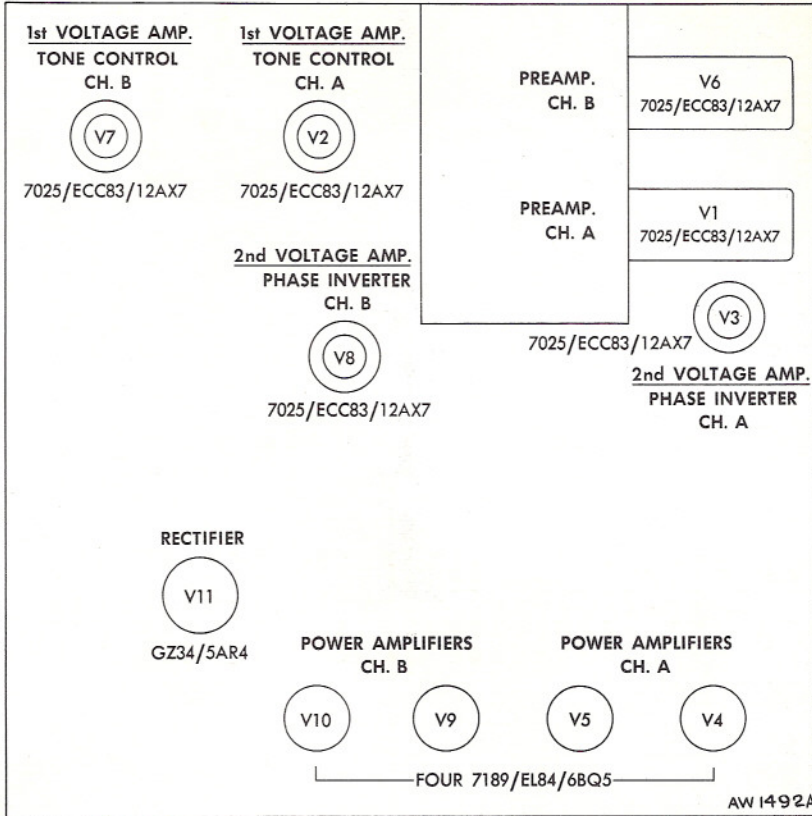 1st VOLTAGE AMP.
TONE CONTROL
CH. B
V7
7025/ECC83/12AX7
1st VOLTAGE AMP.
TONE CONTROL
CH. A
V2
7025/ECC83/12AX7
PREAMP.
CH. B
V6
7025/ECC83/12AX7
PREAMP.
CH. A
V1
7025/ECC83/12AX7
2nd VOLTAGE AMP.
PHASE INVERTER
CH. B
V8
7025/ECC83/12AX7
V3
7025/ECC83/12AX7
2nd VOLTAGE AMP.
PHASE INVERTER
CH. A
RECTIFIER
V11
GZ34/5AR4
POWER AMPLIFIERS
CH. B
POWER AMPLIFIERS
CH. A
V10
V9
V5
V4
FOUR 7189/EL84/6BQ5
AW 1492A